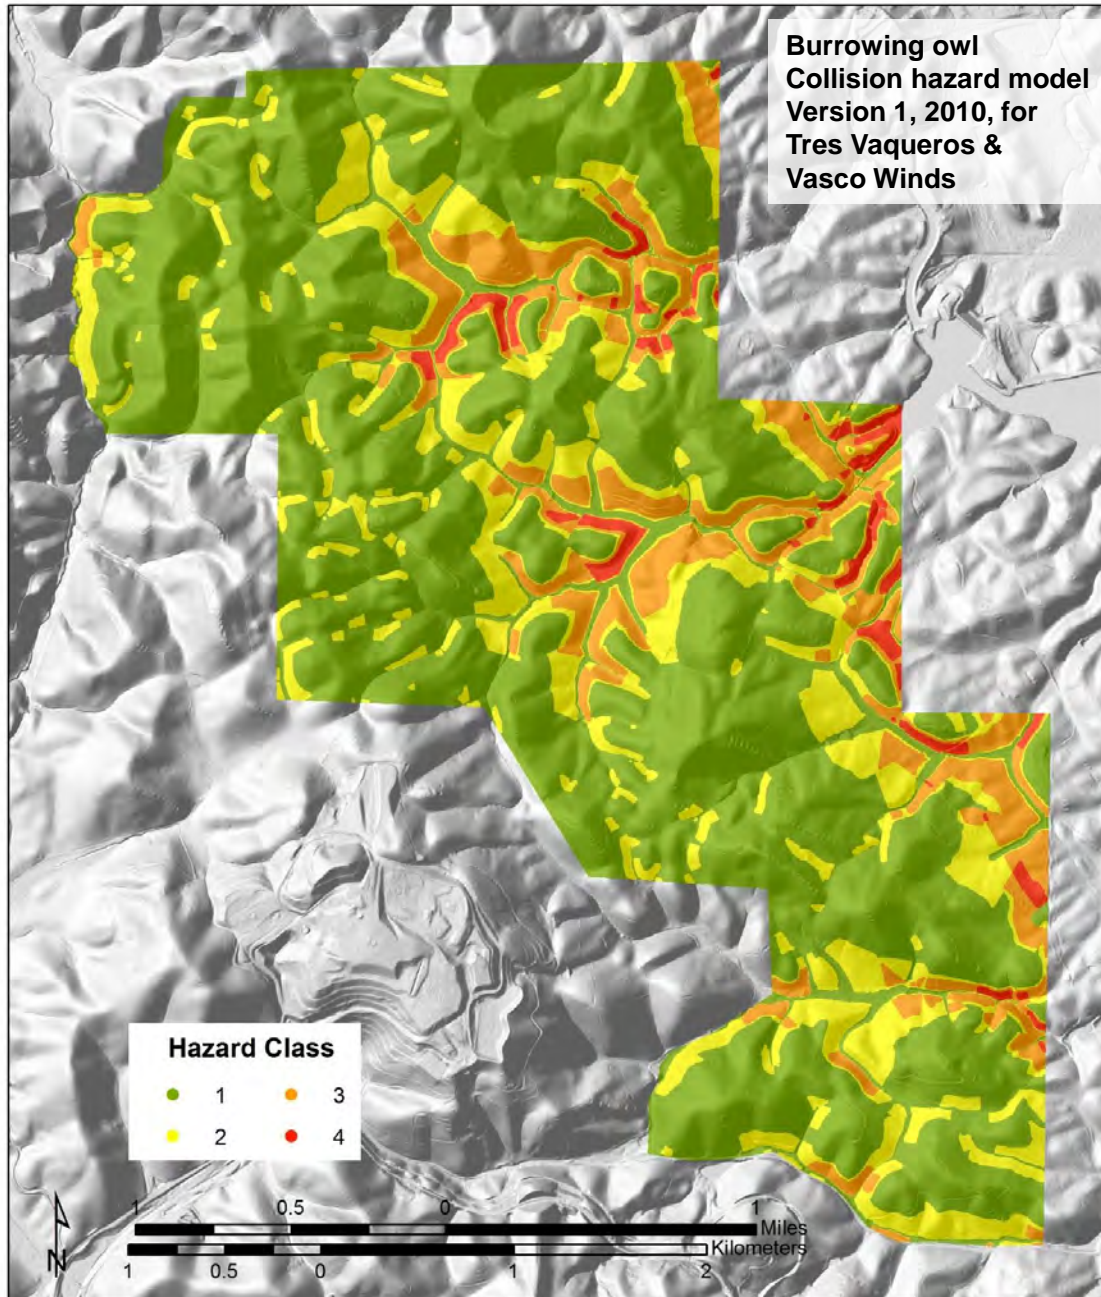 Burrowing owl
Collision hazard model
Version 1, 2010, for
Tres Vaqueros &
Vasco Winds
Hazard Class
1 3
2 4
1 0.5 0 1
Miles
Kilometers
1 0.5 0 1 2
N